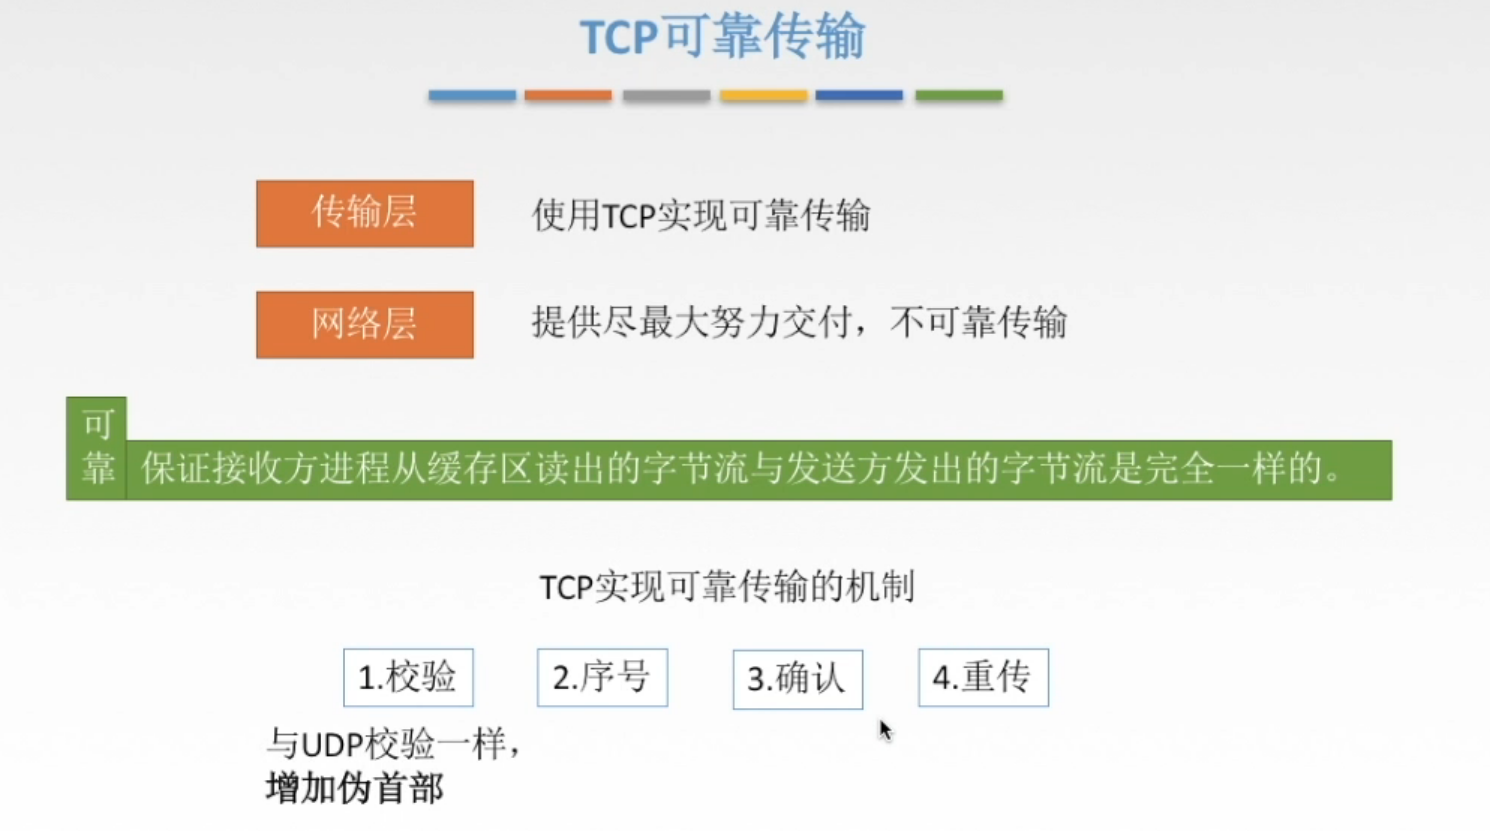 TCP可靠传输
传输层
使用TCP实现可靠传输
网络层
提供尽最大努力交付，不可靠传输
可靠
保证接收方进程从缓存区读出的字节流与发送方发出的字节流是完全一样的。
TCP实现可靠传输的机制
1.校验
2.序号
3.确认
4.重传
与UDP校验一样，
增加伪首部